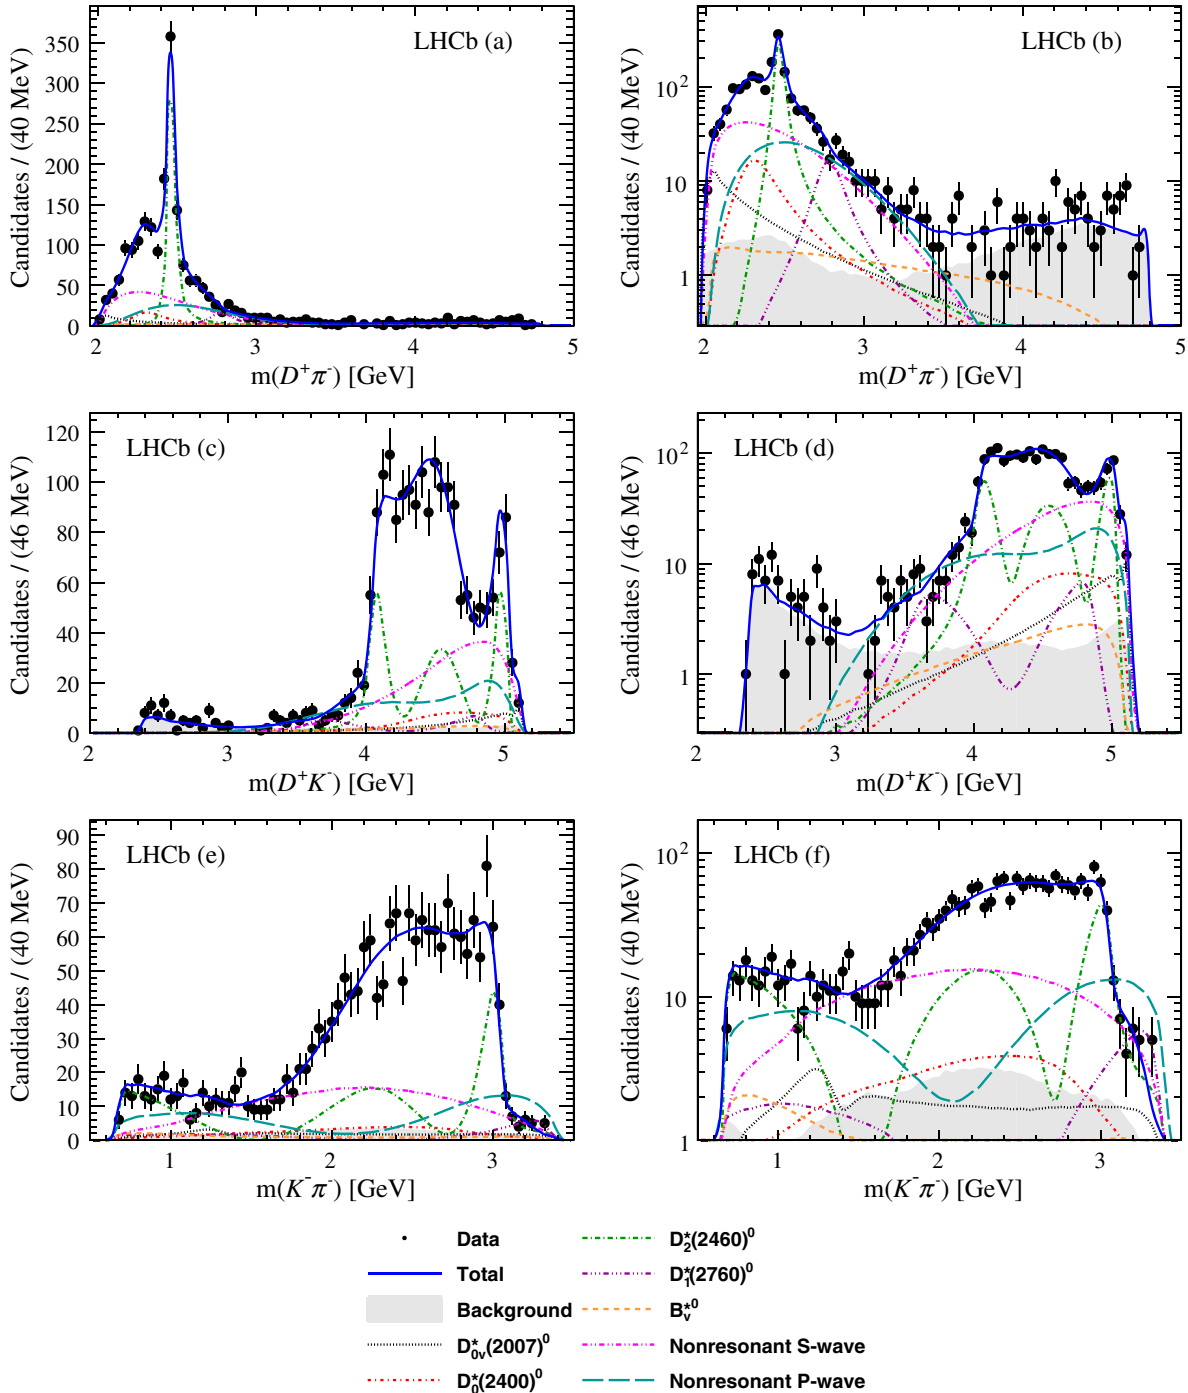 LHCb (a)
Candidates / (40 MeV)
350
300
250
200
150
100
50
0
2 3 4 5
m(D⁺π⁻) [GeV]
LHCb (b)
Candidates / (40 MeV)
10²
10
1
2 3 4 5
m(D⁺π⁻) [GeV]
LHCb (c)
Candidates / (46 MeV)
120
100
80
60
40
20
0
2 3 4 5
m(D⁺K⁻) [GeV]
LHCb (d)
Candidates / (46 MeV)
10²
10
1
2 3 4 5
m(D⁺K⁻) [GeV]
LHCb (e)
Candidates / (40 MeV)
90
80
70
60
50
40
30
20
10
0
1 2 3
m(K⁻π⁻) [GeV]
LHCb (f)
Candidates / (40 MeV)
10²
10
1
1 2 3
m(K⁻π⁻) [GeV]
Data
Total
Background
D*₀ᵥ(2007)⁰
D*₀(2400)⁰
D*₂(2460)⁰
D*₁(2760)⁰
B*ᵥ⁰
Nonresonant S-wave
Nonresonant P-wave